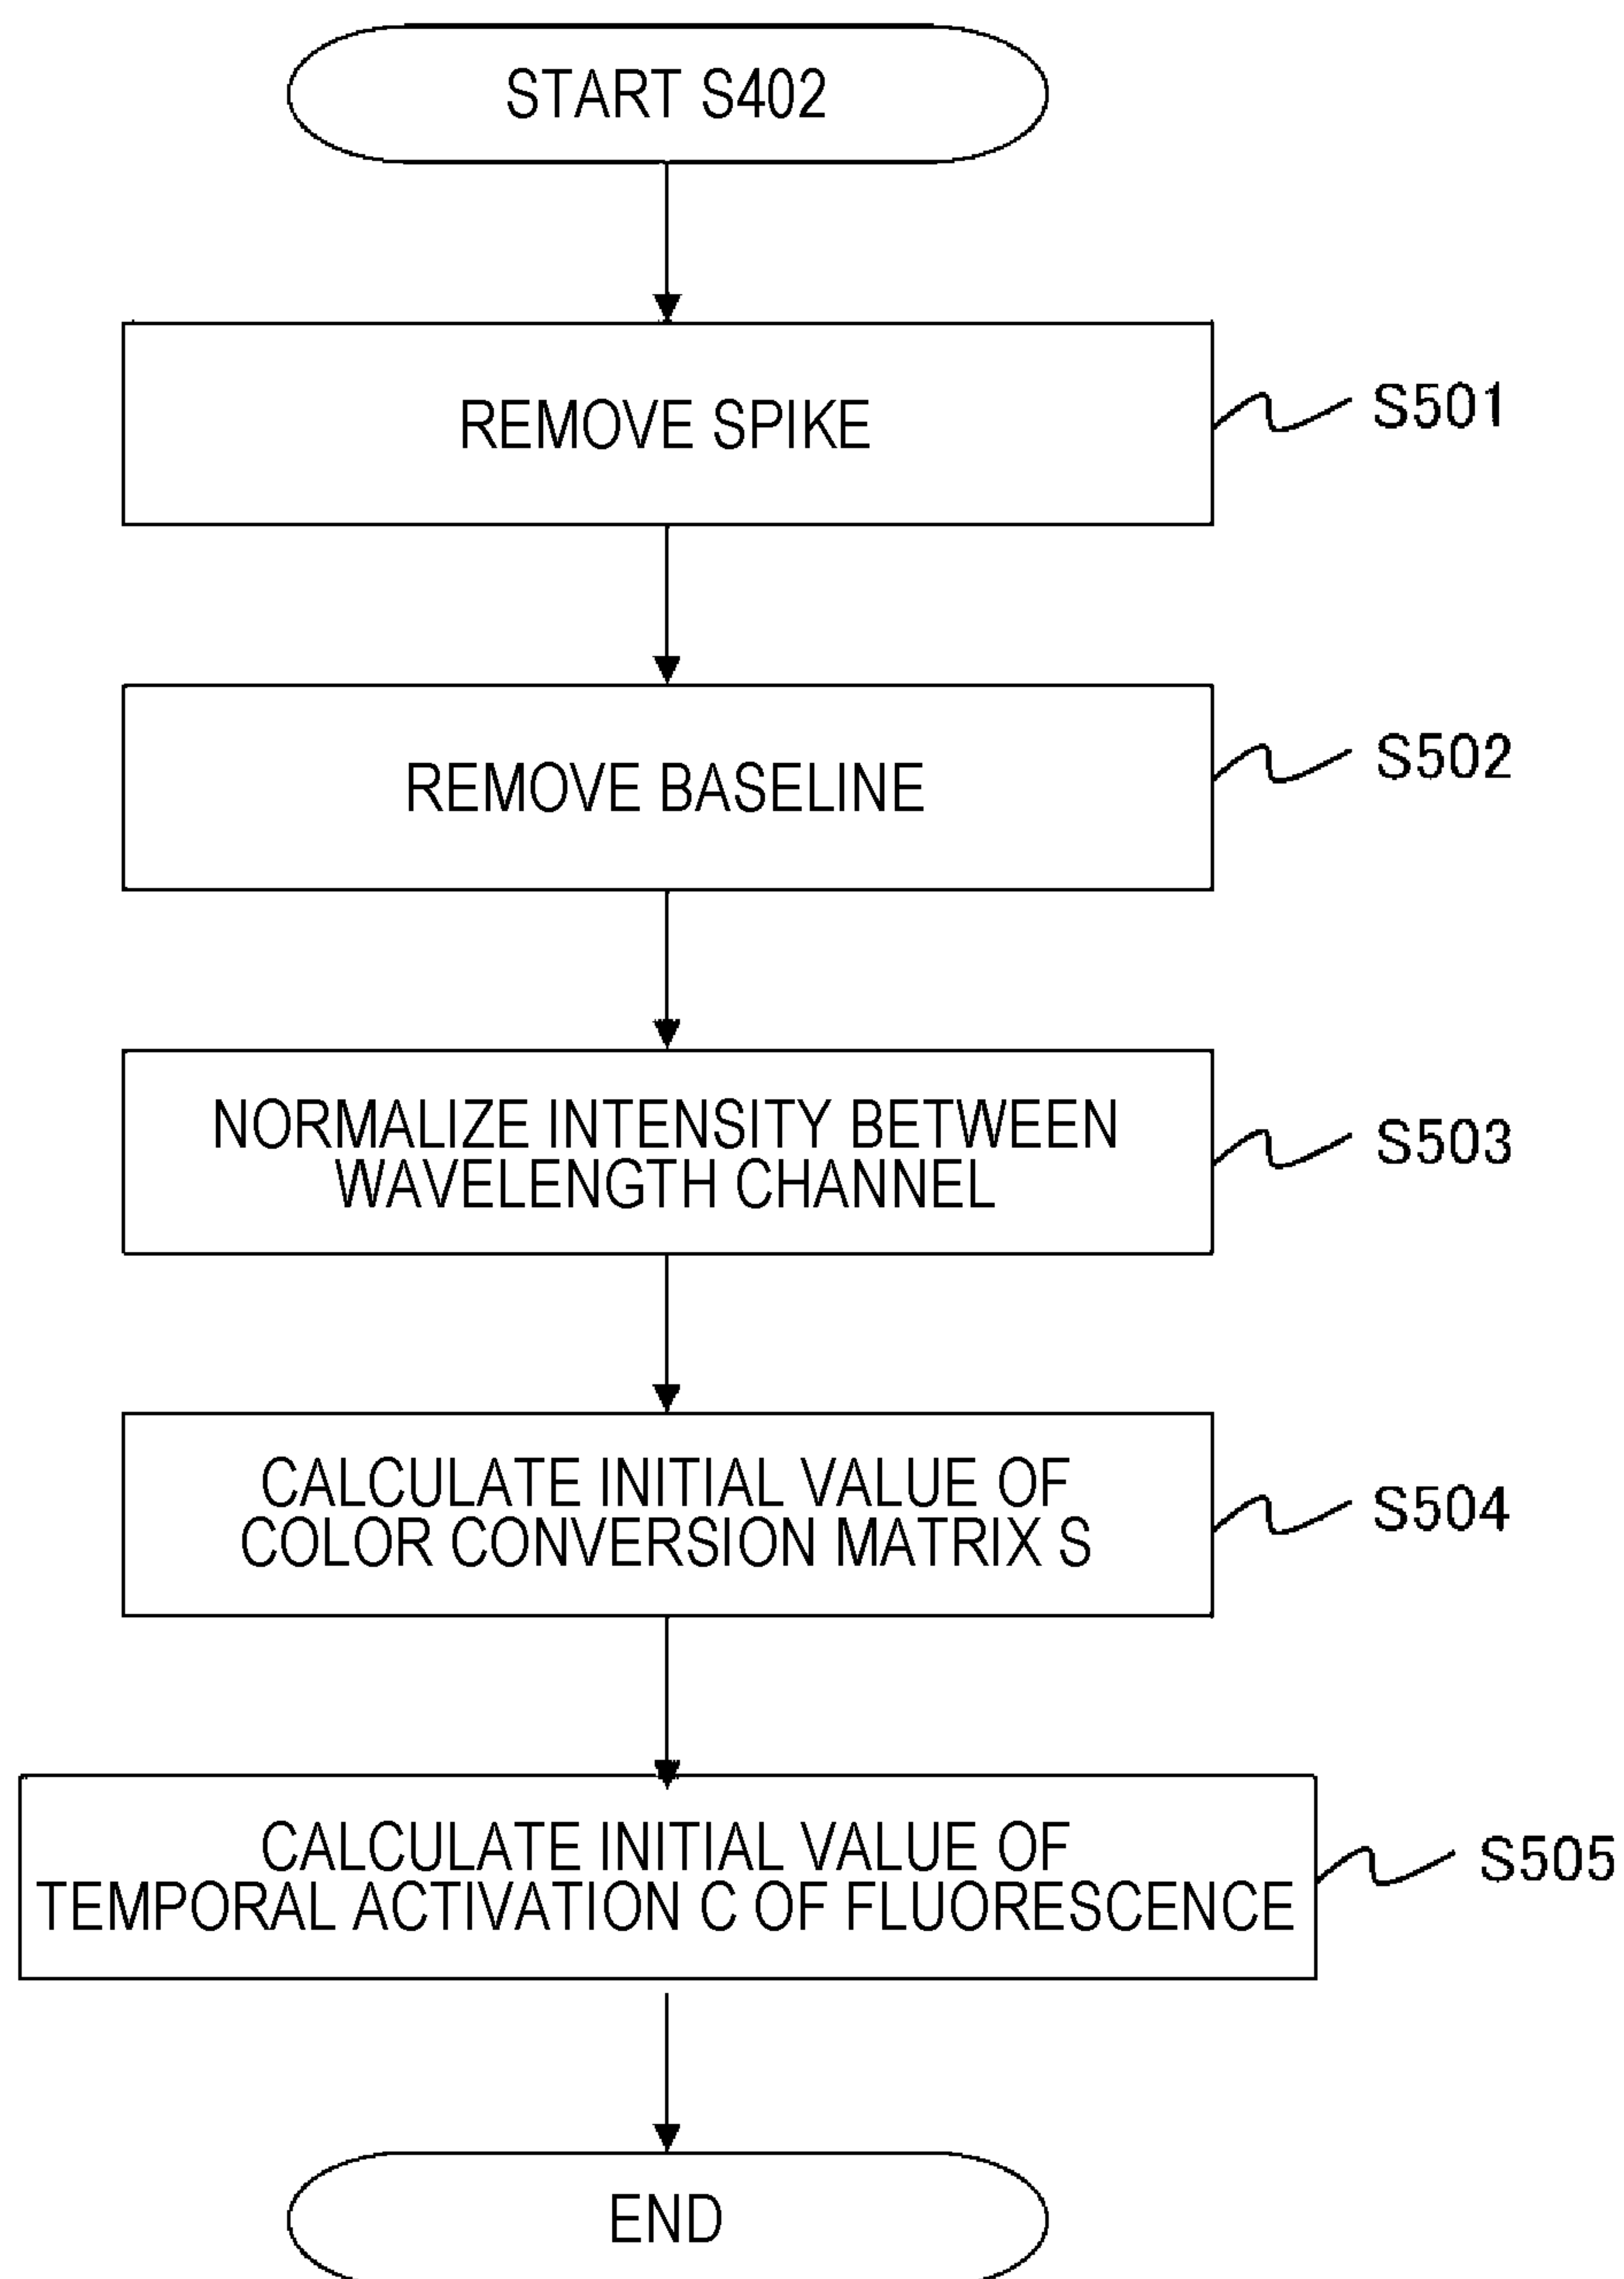 START S402
REMOVE SPIKE
S501
REMOVE BASELINE
S502
NORMALIZE INTENSITY BETWEEN
WAVELENGTH CHANNEL
S503
CALCULATE INITIAL VALUE OF
COLOR CONVERSION MATRIX S
S504
CALCULATE INITIAL VALUE OF
TEMPORAL ACTIVATION C OF FLUORESCENCE
S505
END